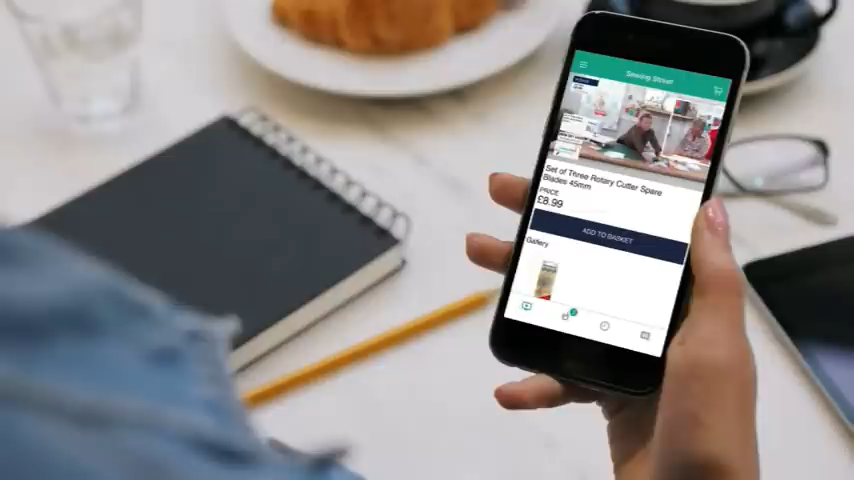 Sewing Street
Set of Three Rotary Cutter Spare
Blades 45mm
PRICE
£8.99
ADD TO BASKET
Gallery